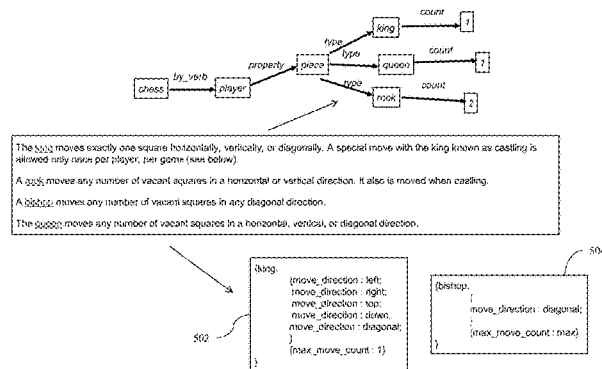 count
king
1
type
by_verb
property
piece
type
queen
count
1
chess
player
type
rook
count
2
The king moves exactly one square horizontally, vertically, or diagonally. A special move with the king known as castling is
allowed only once per player, per game (see below).
A rook moves any number of vacant squares in a horizontal or vertical direction. It also is moved when castling.
A bishop moves any number of vacant squares in any diagonal direction.
The queen moves any number of vacant squares in a horizontal, vertical, or diagonal direction.
{king,
{move_direction : left;
move_direction : right;
move_direction : top;
move_direction : down;
move_direction : diagonal;
}
{max_move_count : 1}
}
502
{bishop,
{
move_direction : diagonal;
}
{max_move_count : max}
}